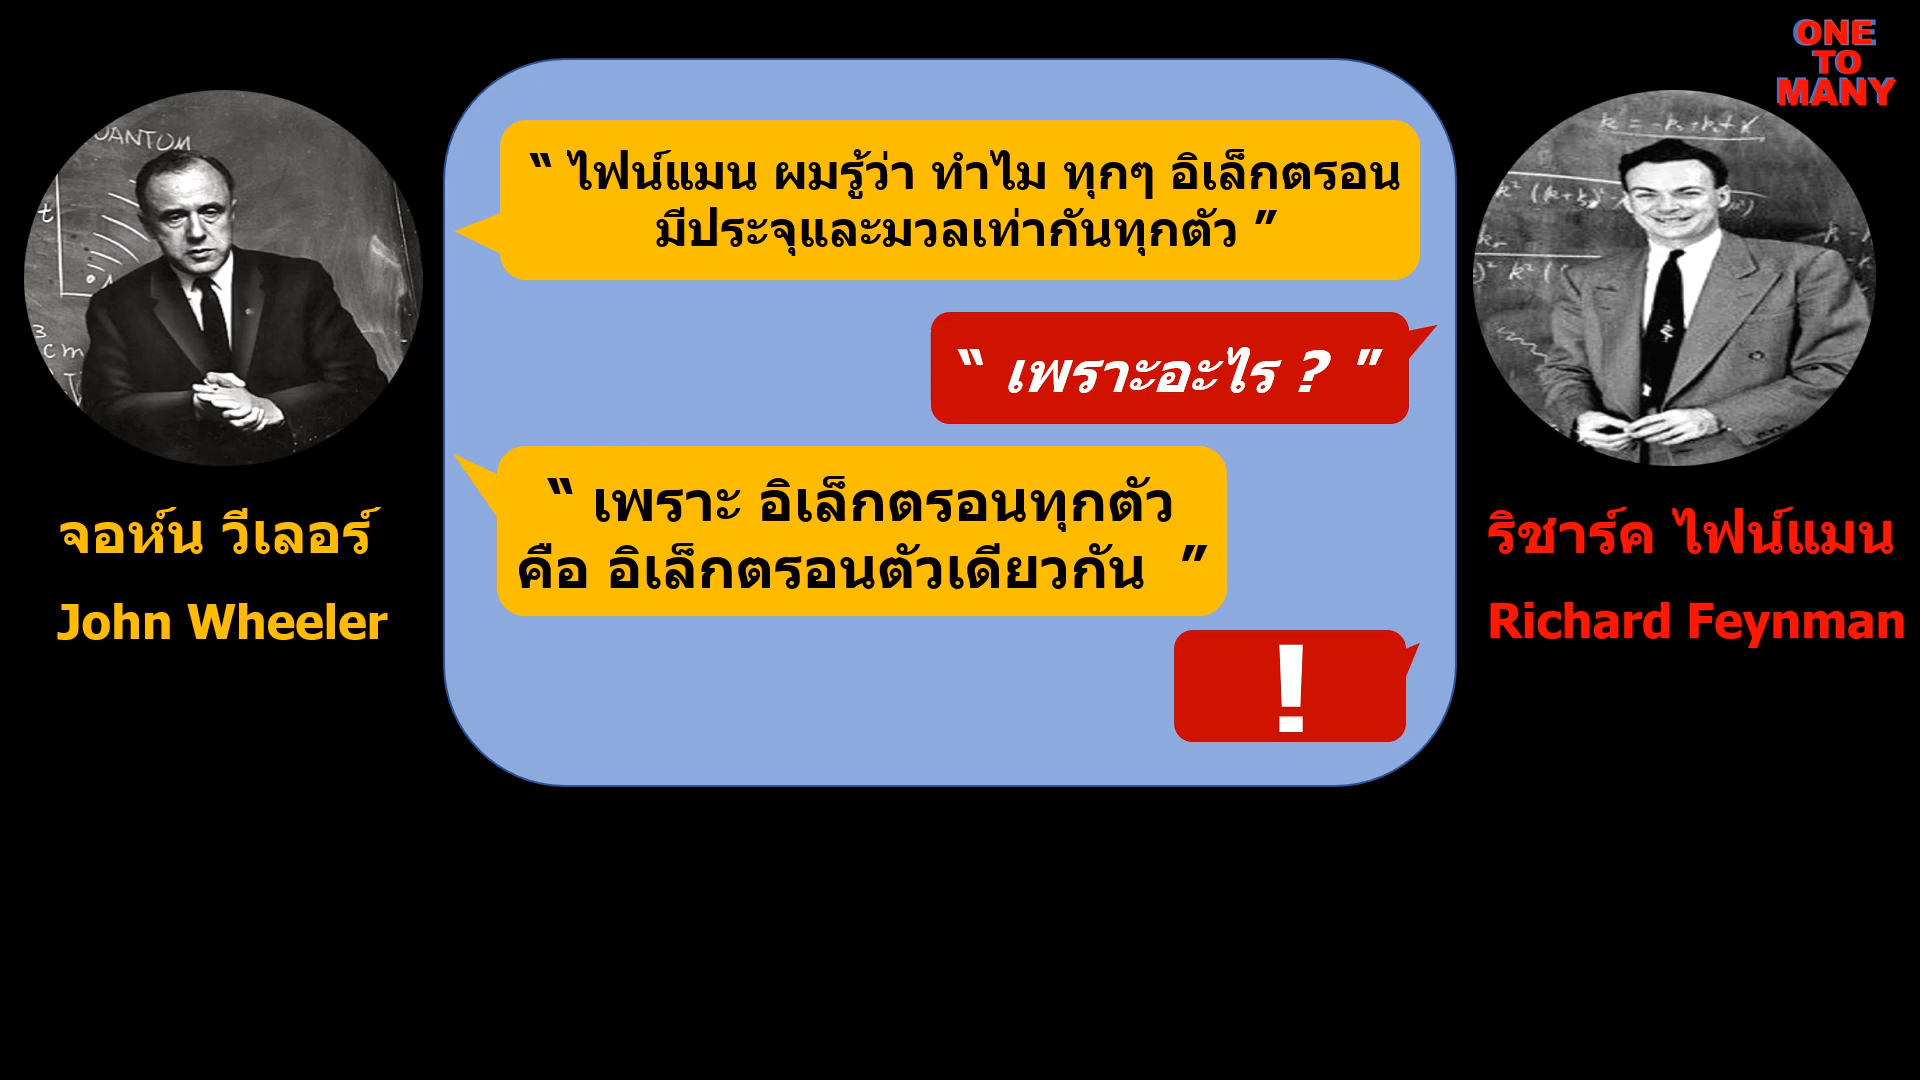 ONE
TO
MANY
QUANTUM
t
3
cm
“ ไฟน์แมน ผมรู้ว่า ทำไม ทุกๆ อิเล็กตรอน
มีประจุและมวลเท่ากันทุกตัว ”
“ เพราะอะไร ? ”
“ เพราะ อิเล็กตรอนทุกตัว
คือ อิเล็กตรอนตัวเดียวกัน ”
!
จอห์น วีเลอร์
John Wheeler
ริชาร์ค ไฟน์แมน
Richard Feynman